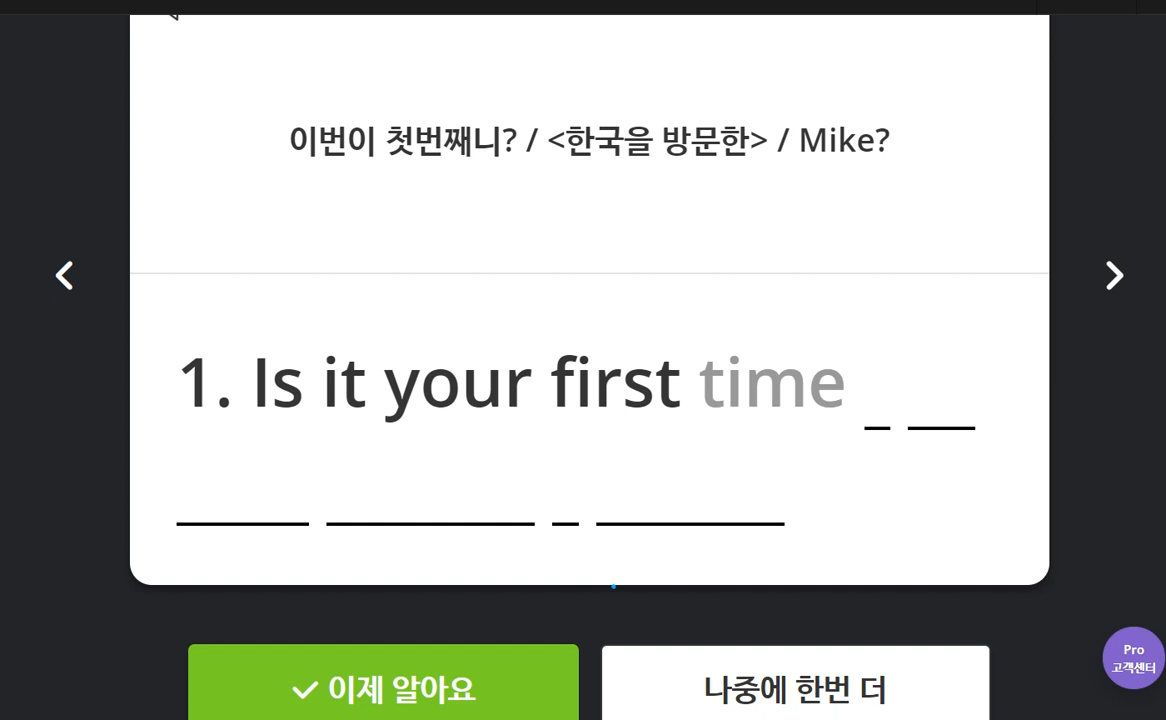 이번이 첫번째니? / <한국을 방문한> / Mike?
1. Is it your first time
이제 알아요
나중에 한번 더
Pro
고객센터